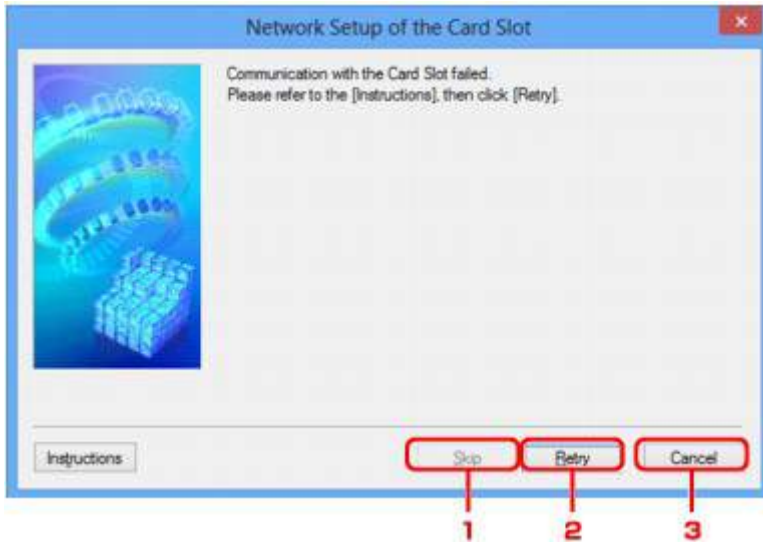 Network Setup of the Card Slot
Communication with the Card Slot failed.
Please refer to the [Instructions], then click [Retry].
Instructions
Skip
Retry
Cancel
1
2
3